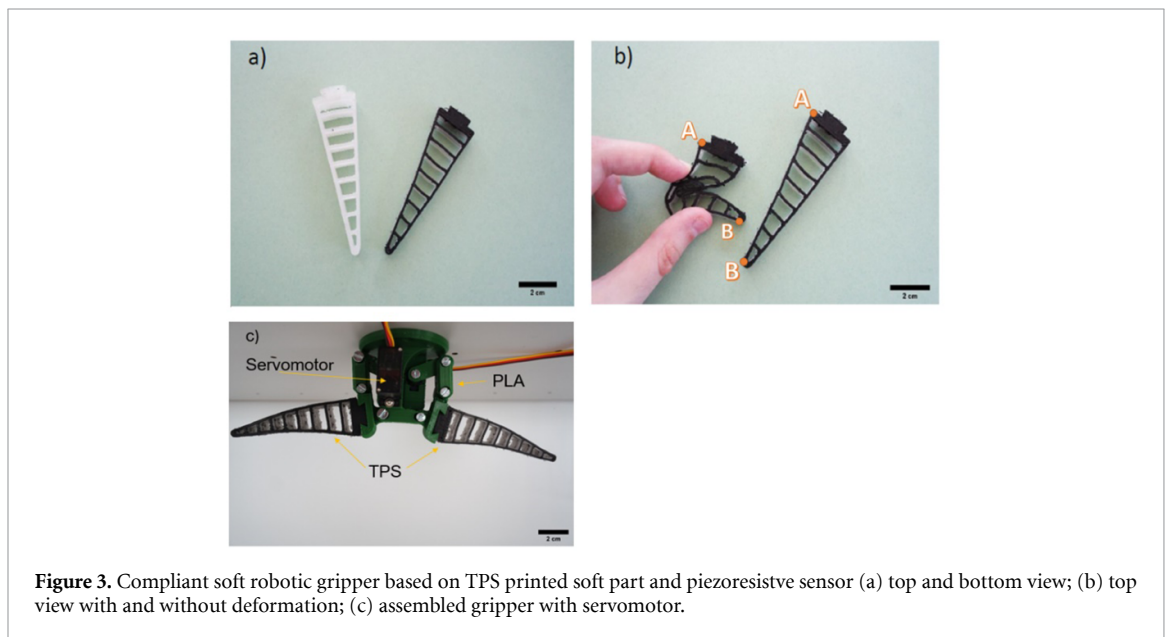 a)
2 cm
b)
A
A
B
B
2 cm
c)
Servomotor
PLA
TPS
2 cm
Figure 3. Compliant soft robotic gripper based on TPS printed soft part and piezoresistve sensor (a) top and bottom view; (b) top
view with and without deformation; (c) assembled gripper with servomotor.